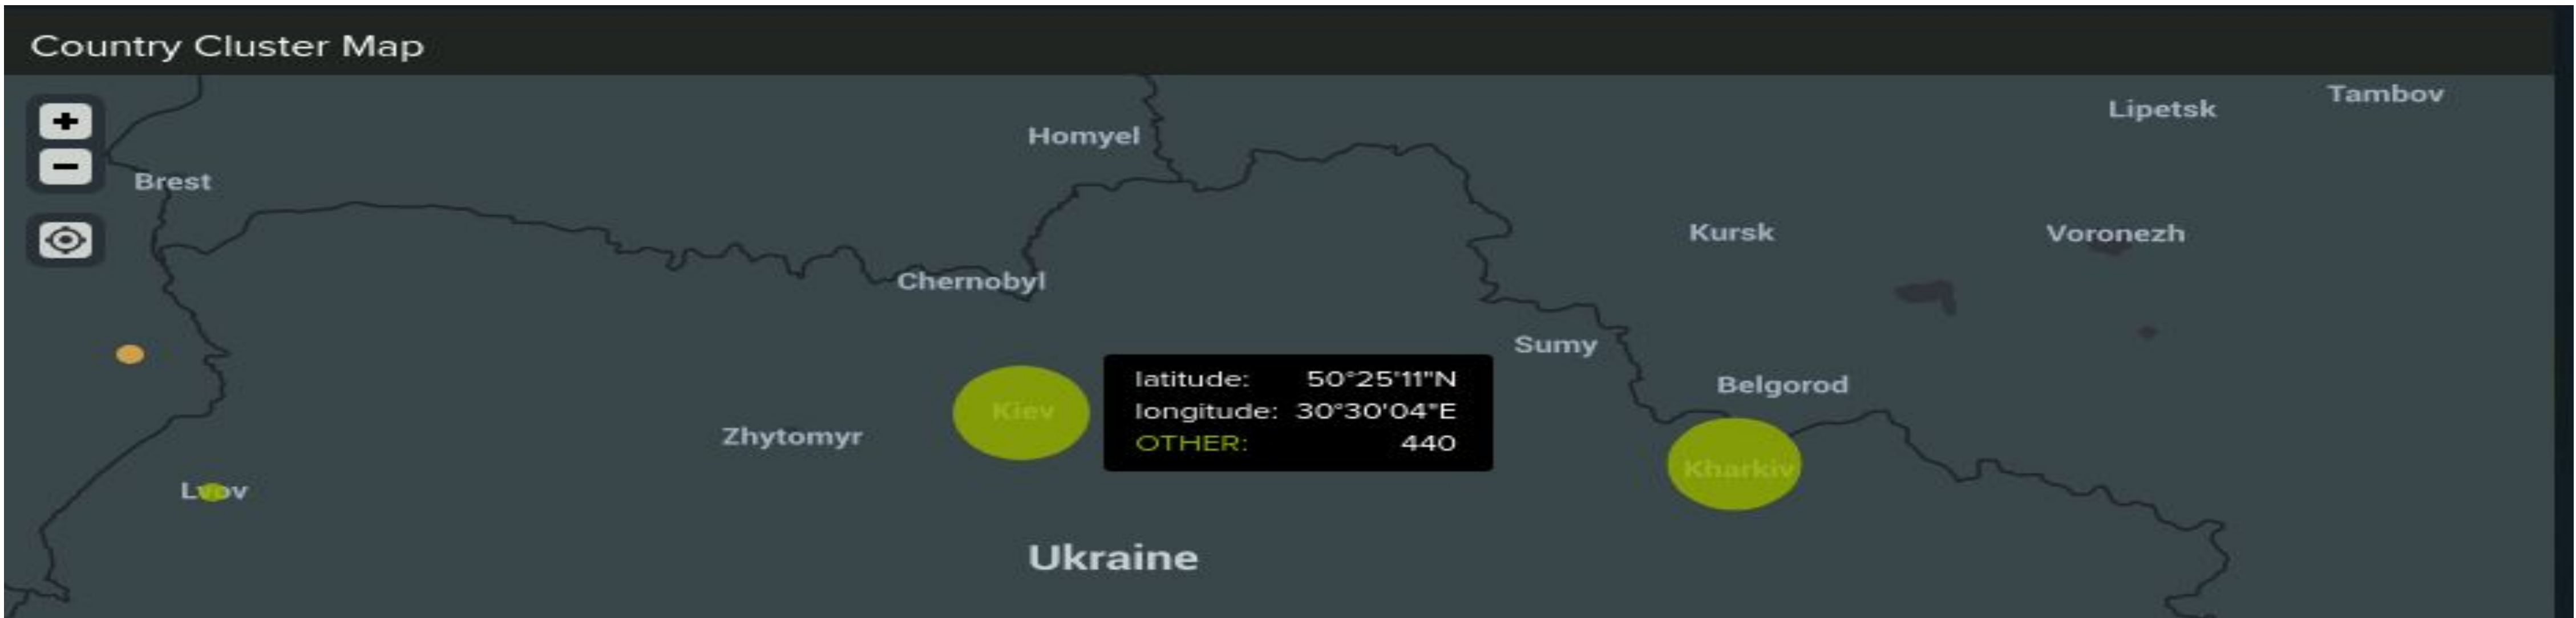 Country Cluster Map
Tambov
Lipetsk
Homyel
Brest
Kursk
Voronezh
Chernobyl
Sumy
latitude: 50°25'11"N
longitude: 30°30'04"E
OTHER: 440
Belgorod
Kiev
Zhytomyr
Kharkiv
Lvov
Ukraine